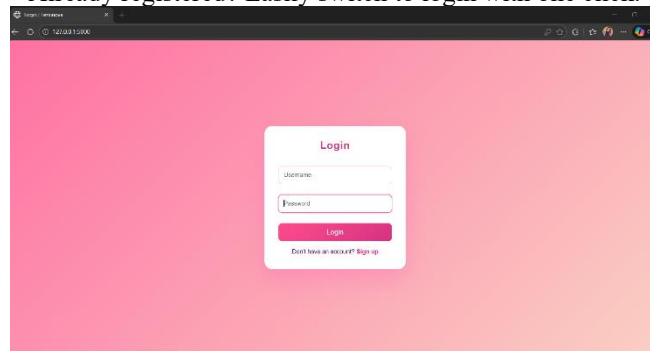 Already registered? Easily switch to login with one click.
127.0.0.1:5000
Login
Username
Password
Login
Don't have an account? Sign up